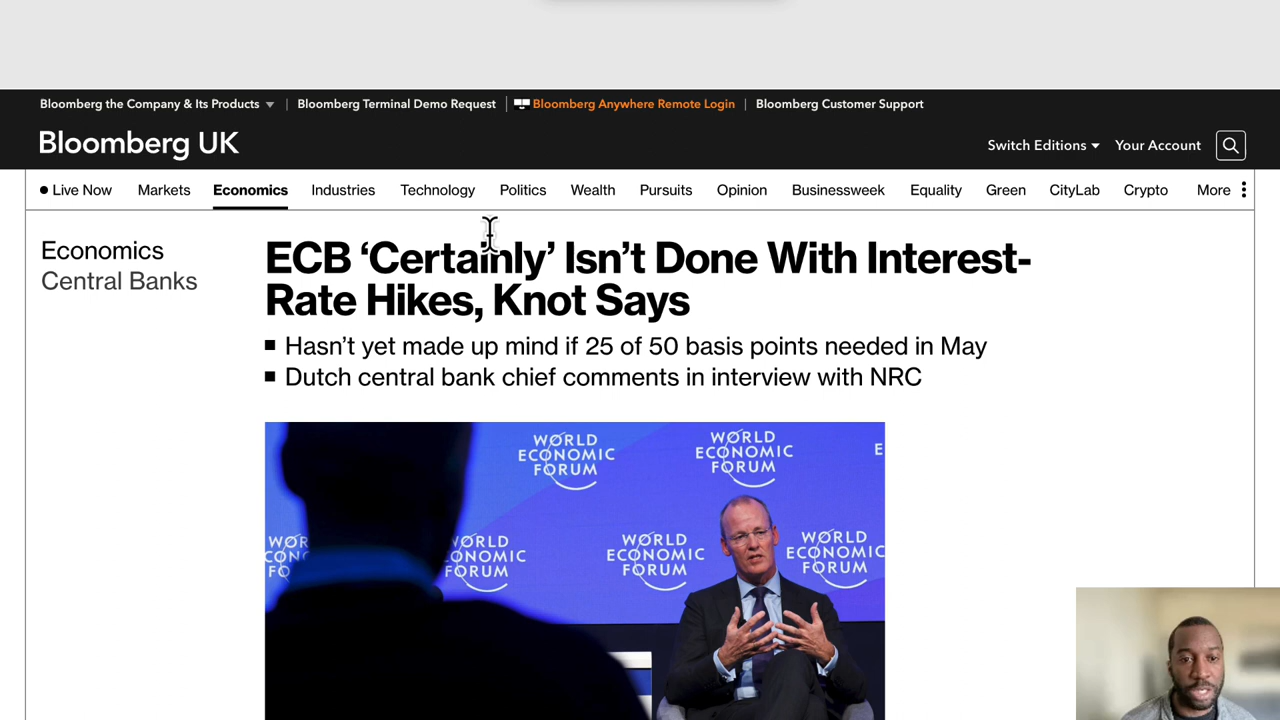 Bloomberg the Company & Its Products
Bloomberg Terminal Demo Request
Bloomberg Anywhere Remote Login
Bloomberg Customer Support
Bloomberg UK
Switch Editions
Your Account
Live Now
Markets
Economics
Industries
Technology
Politics
Wealth
Pursuits
Opinion
Businessweek
Equality
Green
CityLab
Crypto
More
Economics
Central Banks
ECB ‘Certainly’ Isn’t Done With Interest-
Rate Hikes, Knot Says
Hasn’t yet made up mind if 25 of 50 basis points needed in May
Dutch central bank chief comments in interview with NRC
WORLD
ECONOMIC
FORUM
WORLD
ECONOMIC
FORUM
E
WORLD
ECONOMIC
FORUM
WORLD
ECONOMIC
FORUM
WORLD
ECONOMIC
FORUM